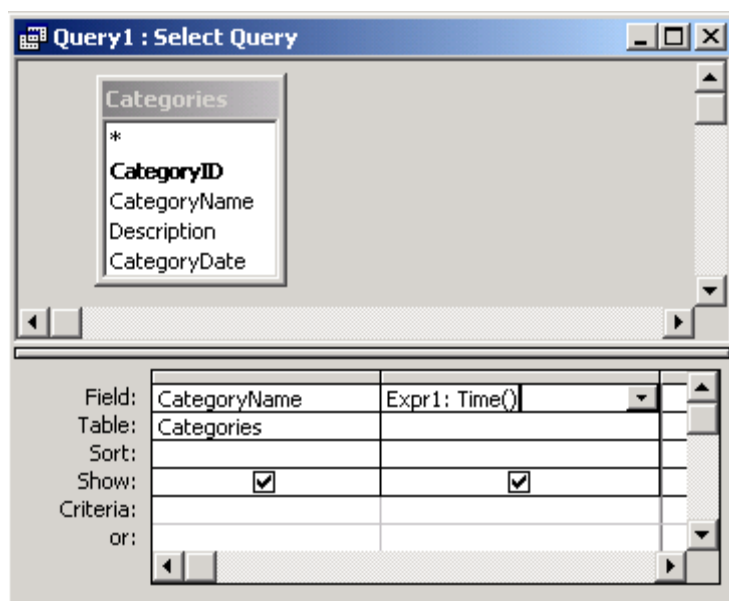 Query1 : Select Query
Categories
*
CategoryID
CategoryName
Description
CategoryDate
Field: CategoryName Expr1: Time()
Table: Categories
Sort:
Show:
Criteria:
or: